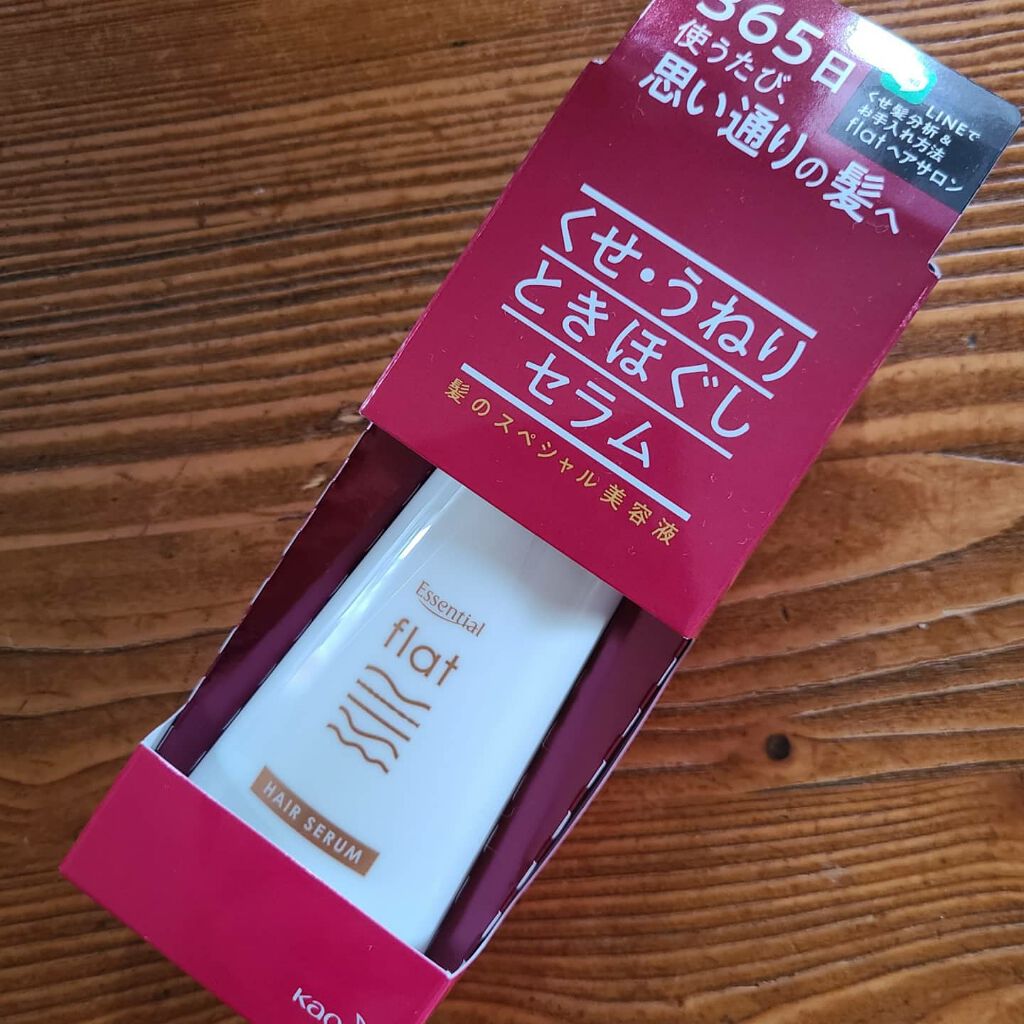 365日
使うたび、
思い通りの髪へ
LINEで
くせ髪分析&
お手入れ方法
flatヘアサロン
くせ・うねり
ときほぐし
セラム
髪のスペシャル美容液
Essential
flat
HAIR SERUM
Kao